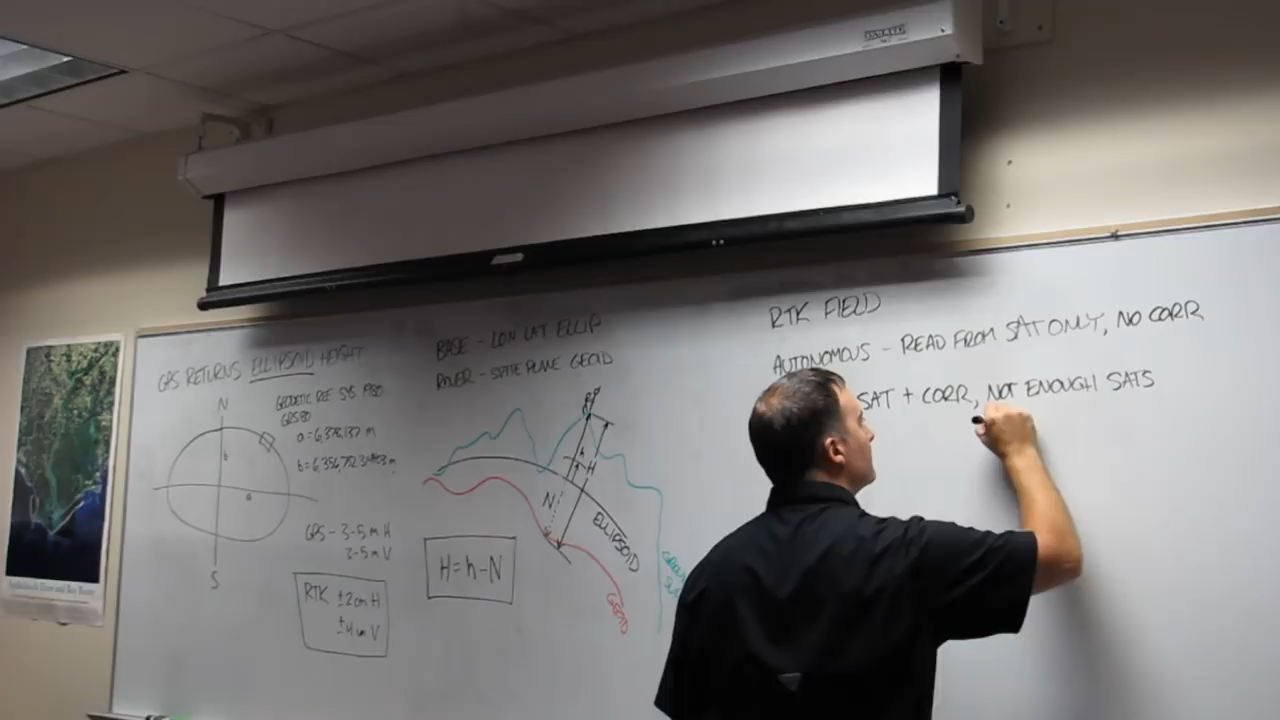 DA-LITE
GPS RETURNS ELLIPSOID HEIGHT
GEODETIC REF SYS 1980
GRS80
a = 6,378,137 m
N
b
a
S
GPS - 3-5 m H
3-5 m V
RTK ±2cm H
±4cm V
BASE - LON LAT ELLIP
ROVER - STATE PLANE GEOID
h
H
N
ELLIPSOID
GEOID
H = h - N
RTK FIELD
AUTONOMOUS - READ FROM SAT ONLY, NO CORR
SAT + CORR, NOT ENOUGH SATS